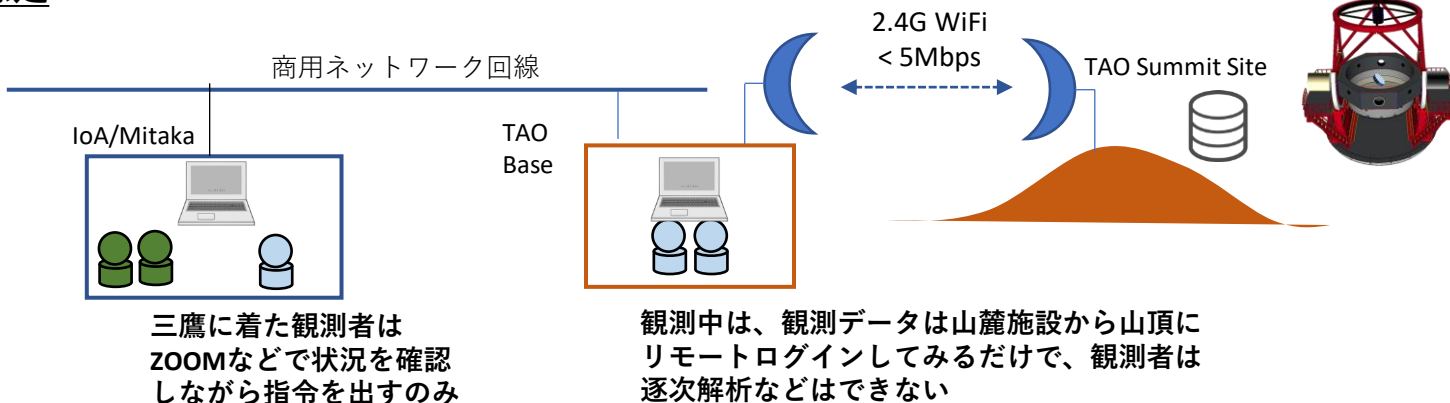 2.4G WiFi
< 5Mbps
商用ネットワーク回線
TAO Summit Site
IoA/Mitaka
TAO
Base
三鷹に着た観測者は
ZOOMなどで状況を確認
しながら指令を出すのみ
観測中は、観測データは山麓施設から山頂に
リモートログインしてみるだけで、観測者は
逐次解析などはできない